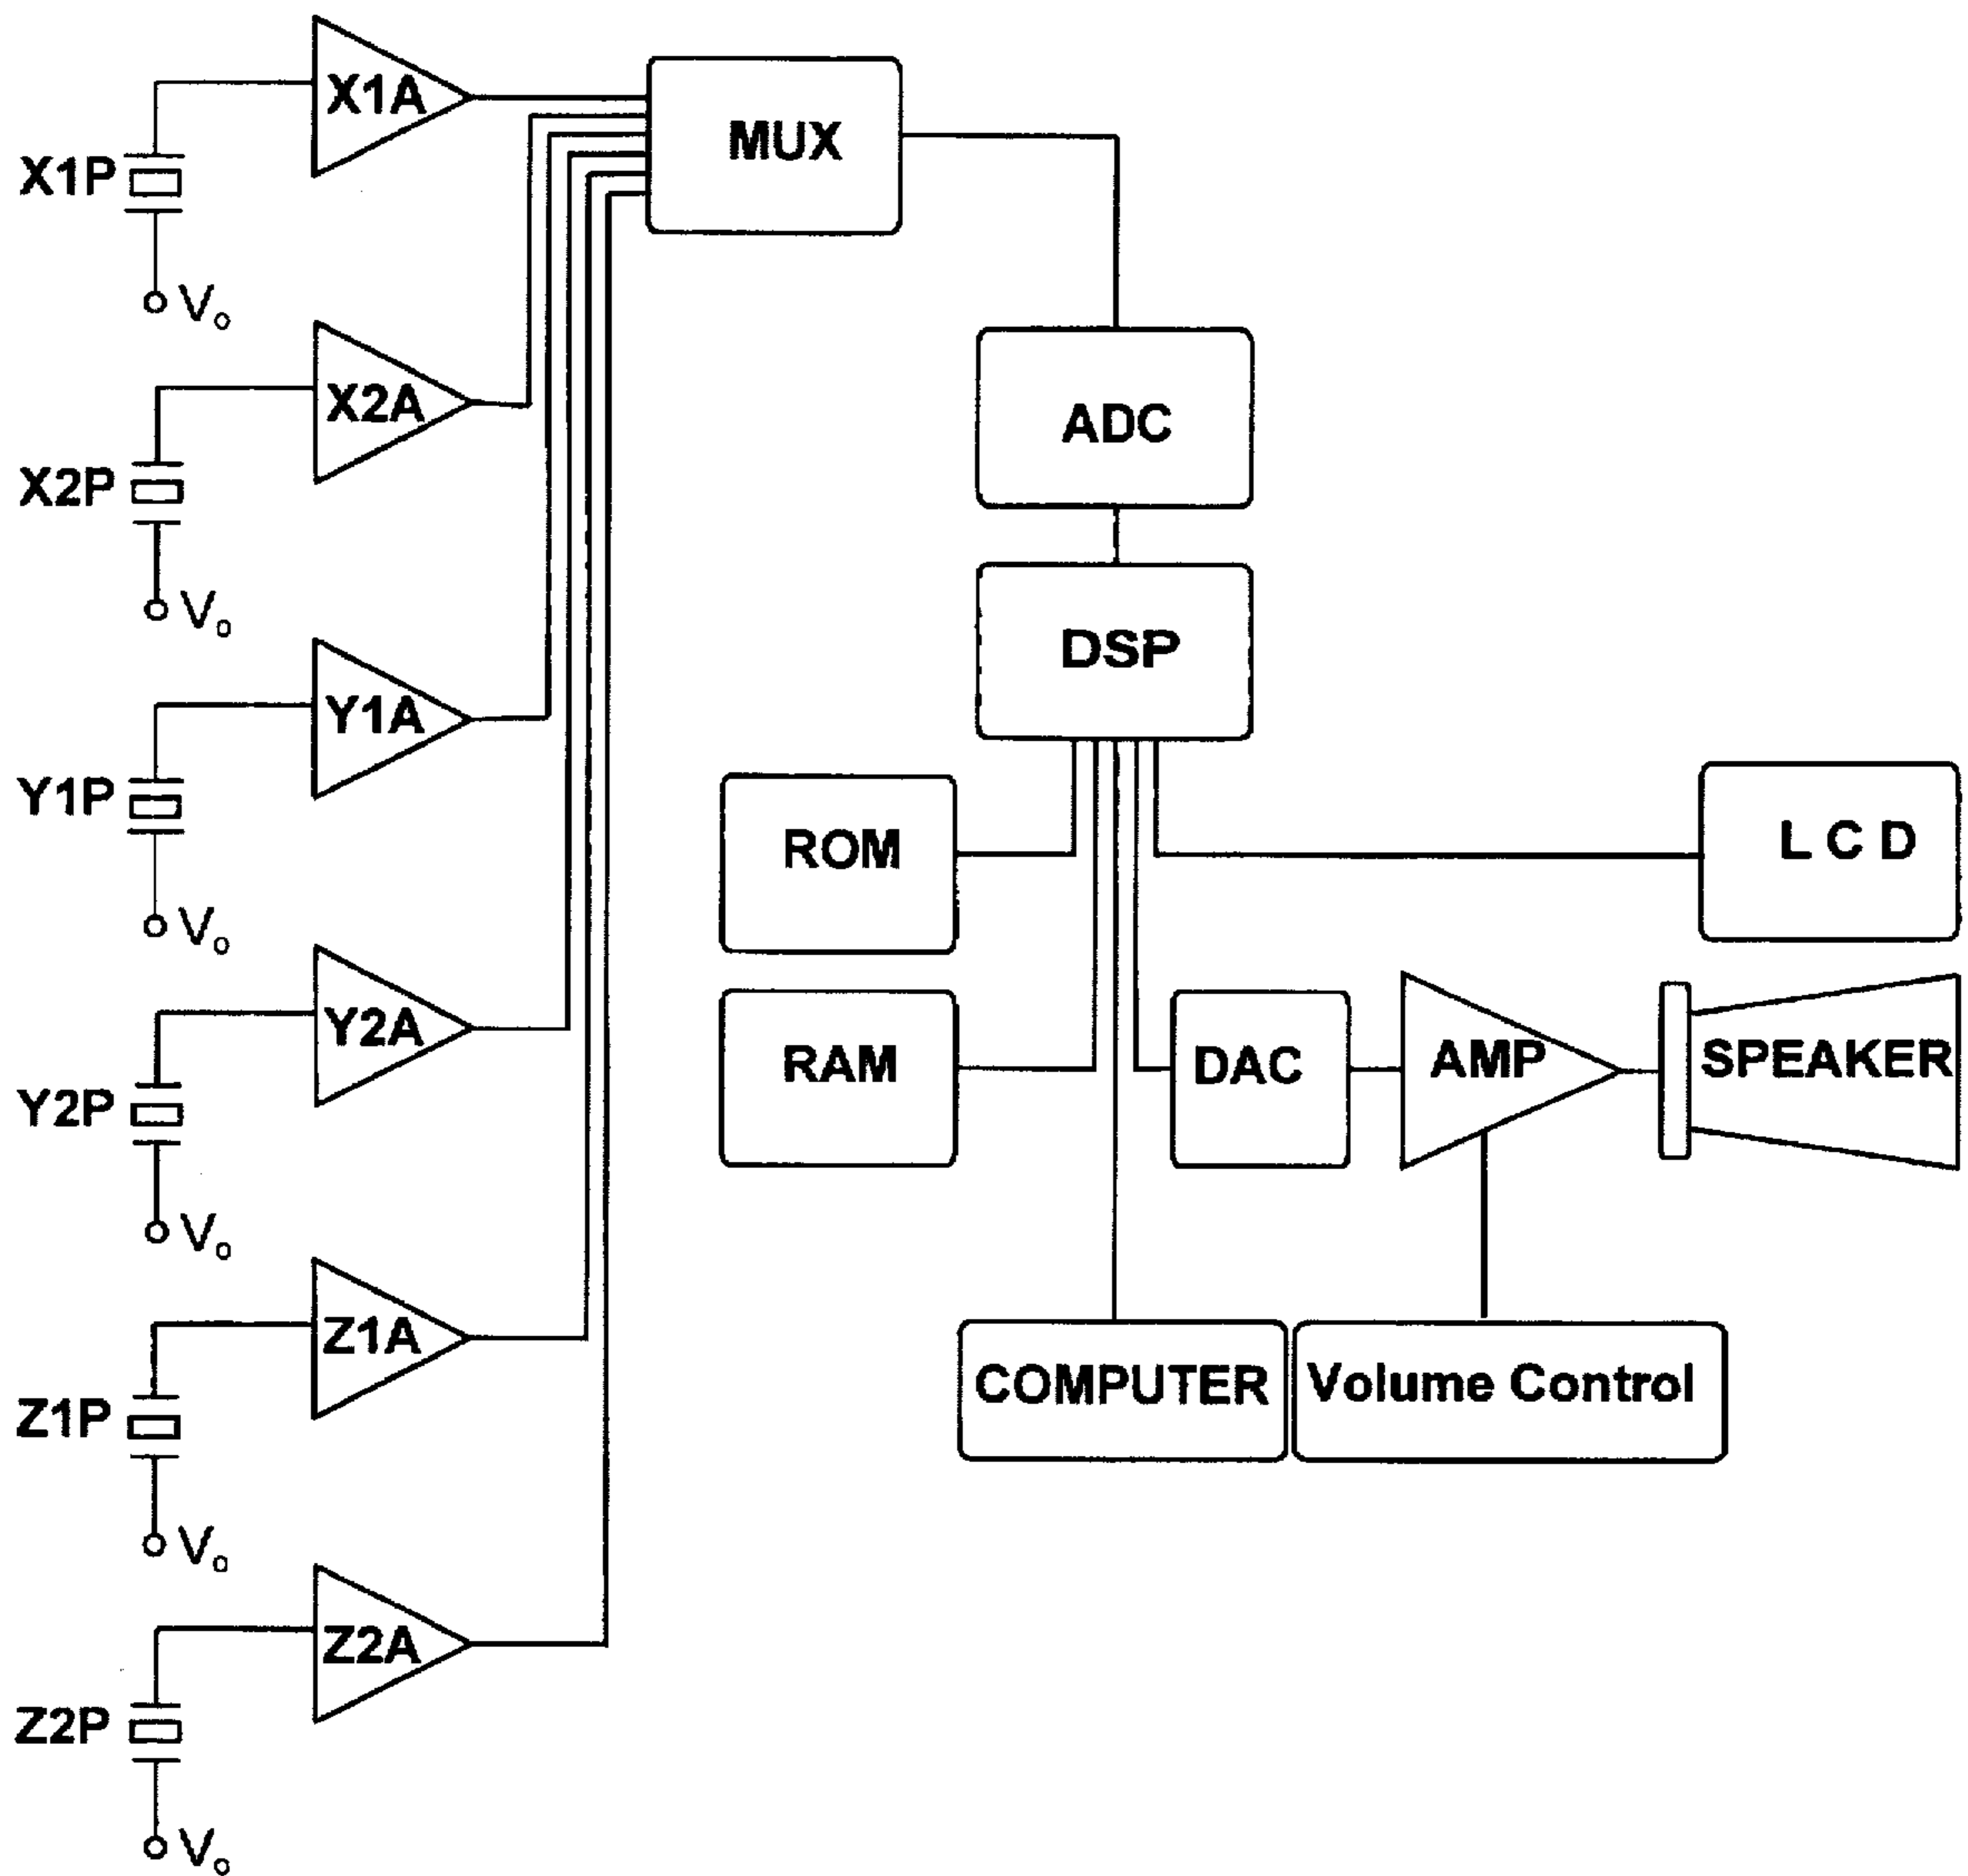 X1A
MUX
X1P
Vo
X2A
ADC
X2P
Vo
DSP
Y1A
Y1P
ROM
L C D
Vo
Y2A
RAM
DAC
AMP
SPEAKER
Y2P
Vo
Z1A
COMPUTER
Volume Control
Z1P
Vo
Z2A
Z2P
Vo